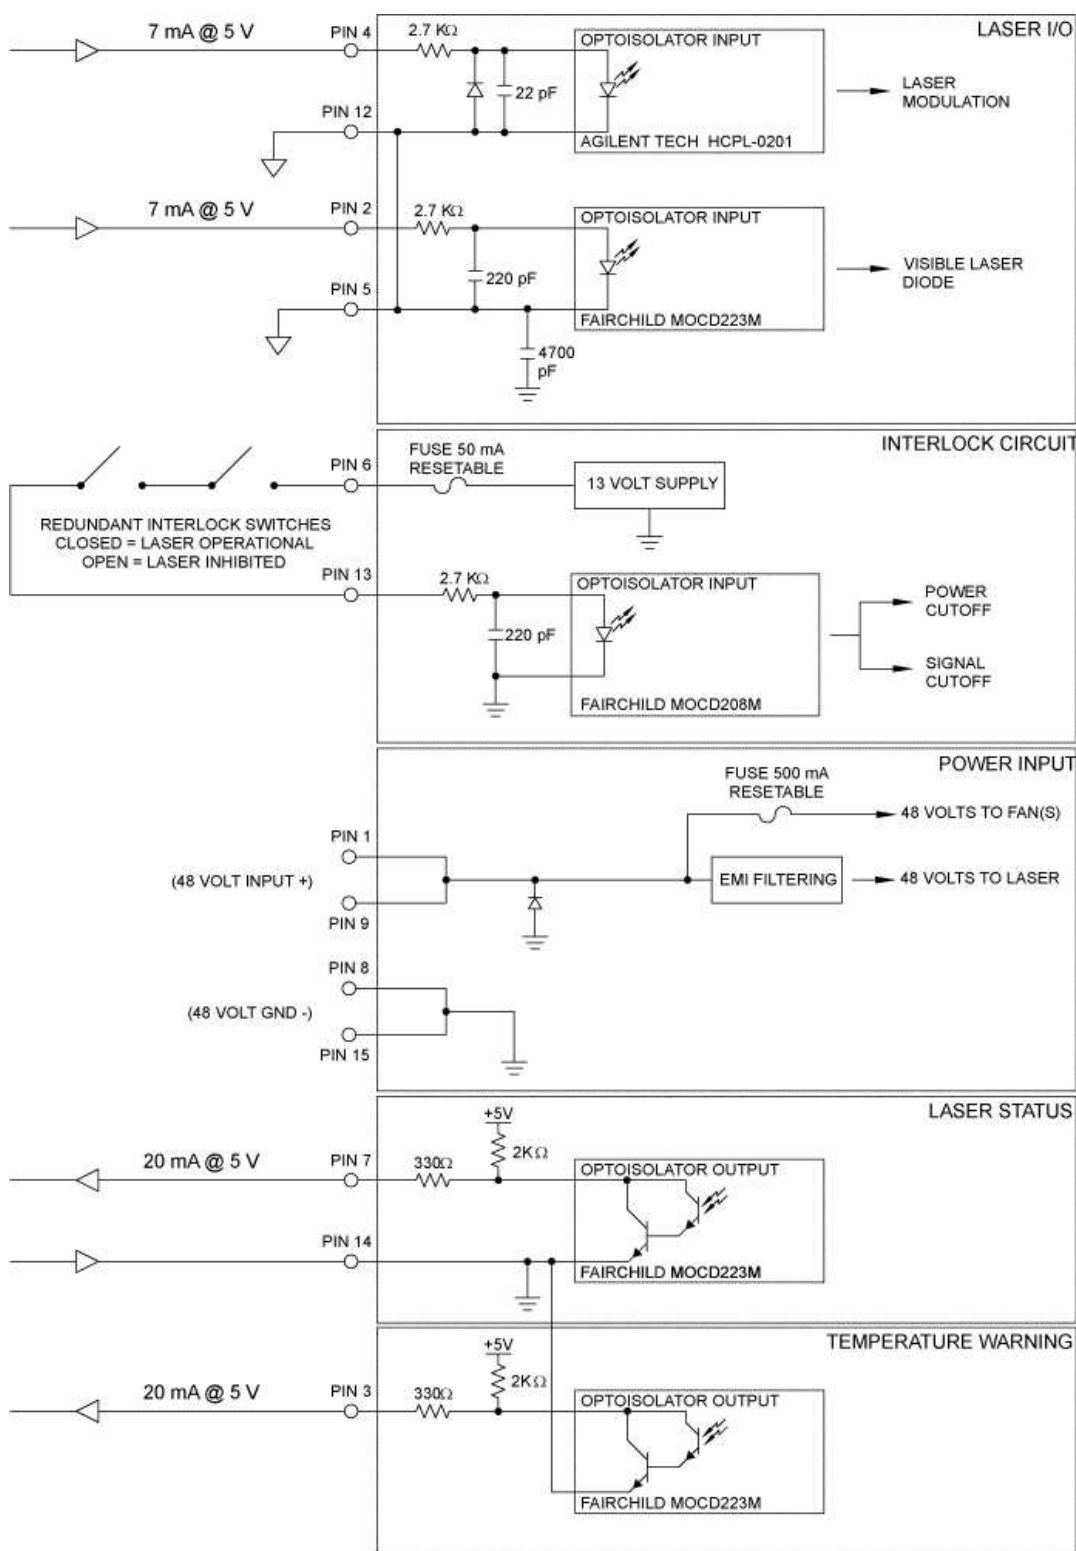 LASER I/O
7 mA @ 5 V
PIN 4
2.7 KΩ
OPTOISOLATOR INPUT
22 pF
LASER
MODULATION
PIN 12
AGILENT TECH HCPL-0201
7 mA @ 5 V
PIN 2
2.7 KΩ
OPTOISOLATOR INPUT
220 pF
VISIBLE LASER
DIODE
PIN 5
FAIRCHILD MOCD223M
4700
pF
INTERLOCK CIRCUIT
FUSE 50 mA
RESETABLE
PIN 6
13 VOLT SUPPLY
REDUNDANT INTERLOCK SWITCHES
CLOSED = LASER OPERATIONAL
OPEN = LASER INHIBITED
PIN 13
2.7 KΩ
OPTOISOLATOR INPUT
POWER
CUTOFF
220 pF
SIGNAL
CUTOFF
FAIRCHILD MOCD208M
POWER INPUT
FUSE 500 mA
RESETABLE
48 VOLTS TO FAN(S)
PIN 1
(48 VOLT INPUT +)
EMI FILTERING
48 VOLTS TO LASER
PIN 9
PIN 8
(48 VOLT GND -)
PIN 15
LASER STATUS
+5V
2KΩ
20 mA @ 5 V
PIN 7
330Ω
OPTOISOLATOR OUTPUT
PIN 14
FAIRCHILD MOCD223M
TEMPERATURE WARNING
+5V
2KΩ
20 mA @ 5 V
PIN 3
330Ω
OPTOISOLATOR OUTPUT
FAIRCHILD MOCD223M